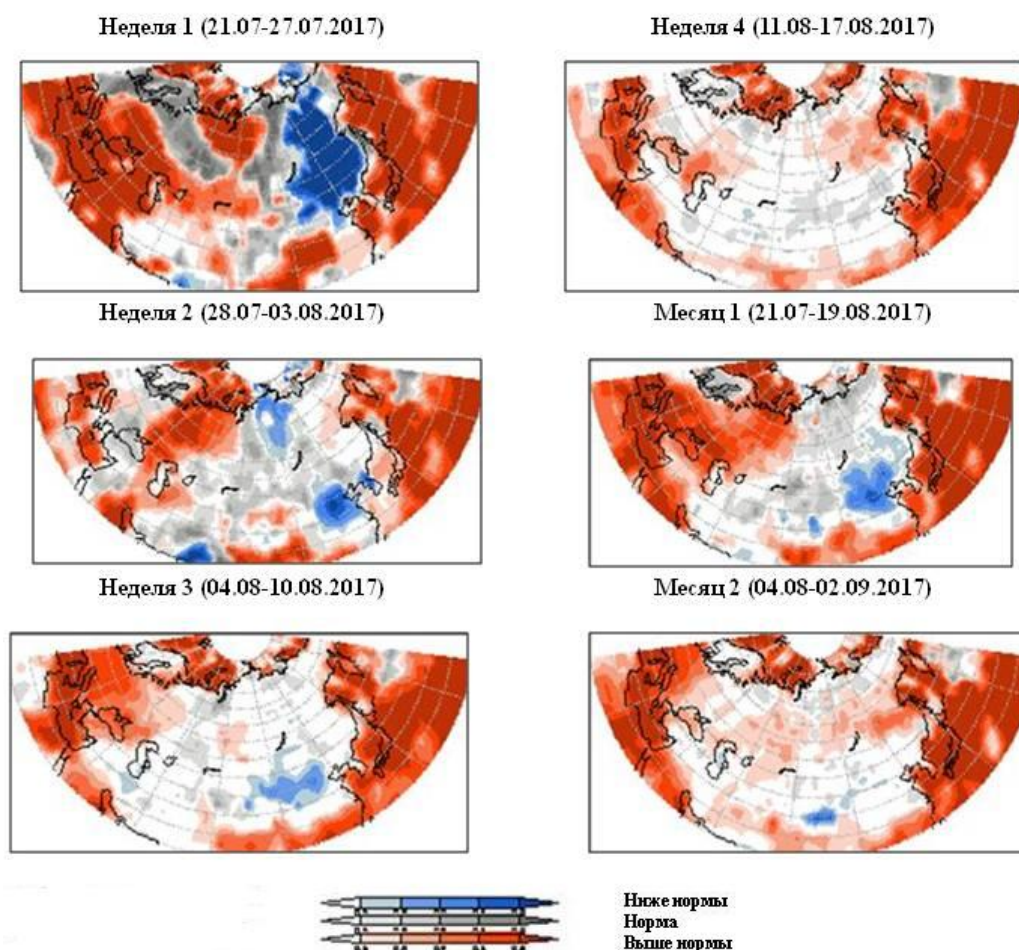 Неделя 1 (21.07-27.07.2017)
Неделя 4 (11.08-17.08.2017)
Неделя 2 (28.07-03.08.2017)
Месяц 1 (21.07-19.08.2017)
Неделя 3 (04.08-10.08.2017)
Месяц 2 (04.08-02.09.2017)
Ниже нормы
Норма
Выше нормы